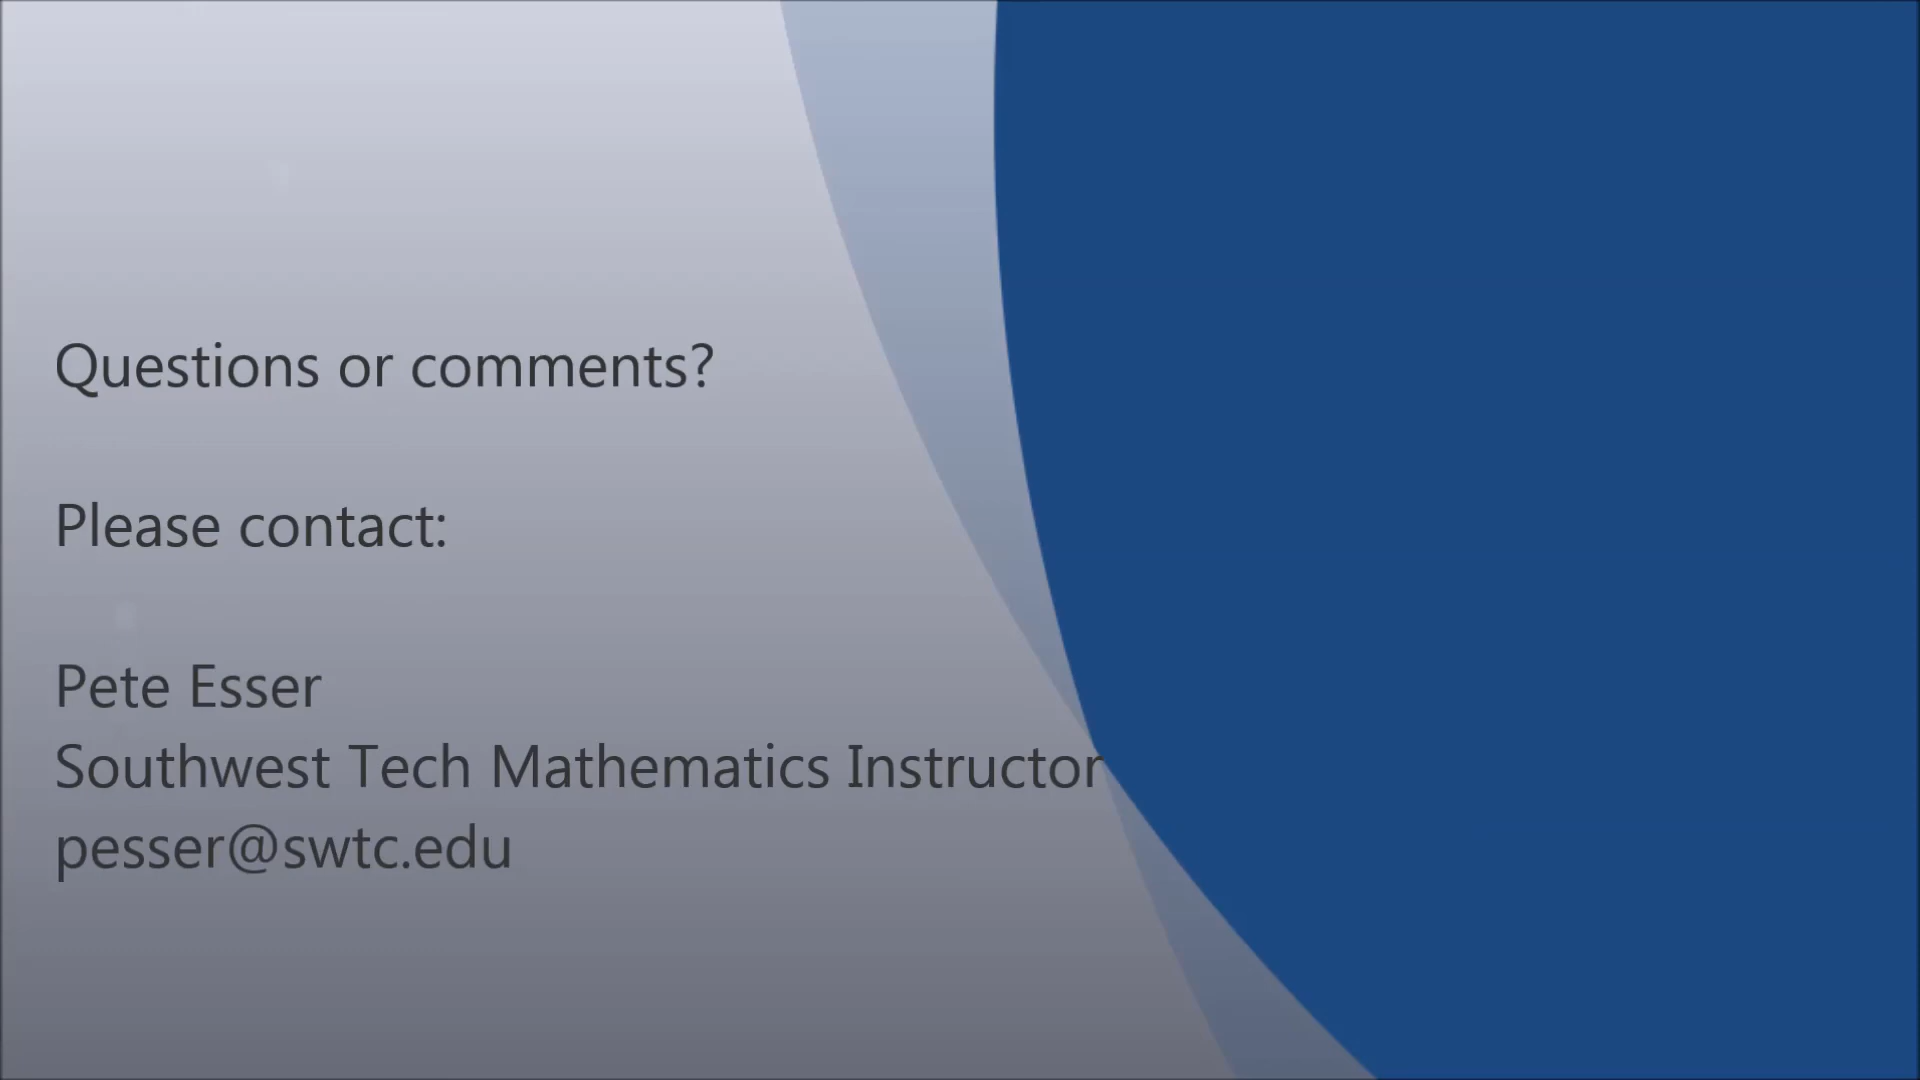 Questions or comments?
Please contact:
Pete Esser
Southwest Tech Mathematics Instructor
pesser@swtc.edu